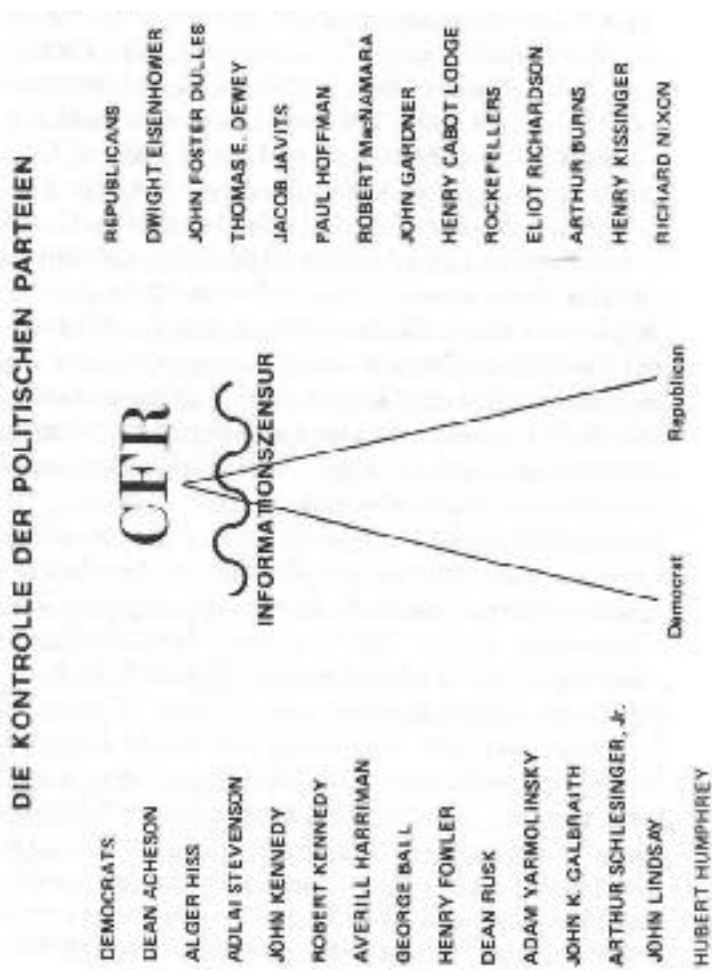 DIE KONTROLLE DER POLITISCHEN PARTEIEN
CFR
INFORMATIONSZENSUR
Democrat
Republican
DEMOCRATS
DEAN ACHESON
ALGER HISS
ADLAI STEVENSON
JOHN KENNEDY
ROBERT KENNEDY
AVERILL HARRIMAN
GEORGE BALL
HENRY FOWLER
DEAN RUSK
ADAM YARMOLINSKY
JOHN K. GALBRAITH
ARTHUR SCHLESINGER, Jr.
JOHN LINDSAY
HUBERT HUMPHREY
REPUBLICANS
DWIGHT EISENHOWER
JOHN FOSTER DULLES
THOMAS E. DEWEY
JACOB JAVITS
PAUL HOFFMAN
ROBERT MacNAMARA
JOHN GARDNER
HENRY CABOT LODGE
ROCKEFELLERS
ELIOT RICHARDSON
ARTHUR BURNS
HENRY KISSINGER
RICHARD NIXON